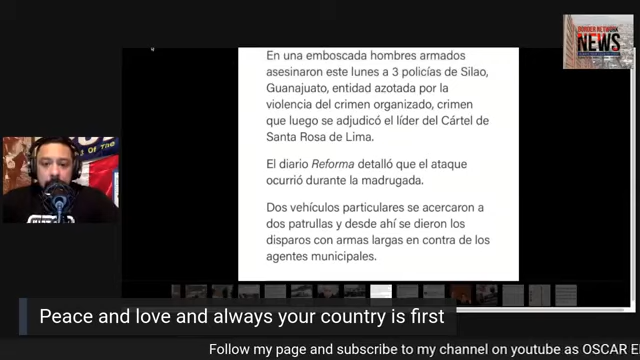 BORDER NETWORK
NEWS
En una emboscada hombres armados
asesinaron este lunes a 3 policías de Silao,
Guanajuato, entidad azotada por la
violencia del crimen organizado, crimen
que luego se adjudicó el líder del Cártel de
Santa Rosa de Lima.
El diario Reforma detalló que el ataque
ocurrió durante la madrugada.
Dos vehículos particulares se acercaron a
dos patrullas y desde ahí se dieron los
disparos con armas largas en contra de los
agentes municipales.
Peace and love and always your country is first
Follow my page and subscribe to my channel on youtube as OSCAR E